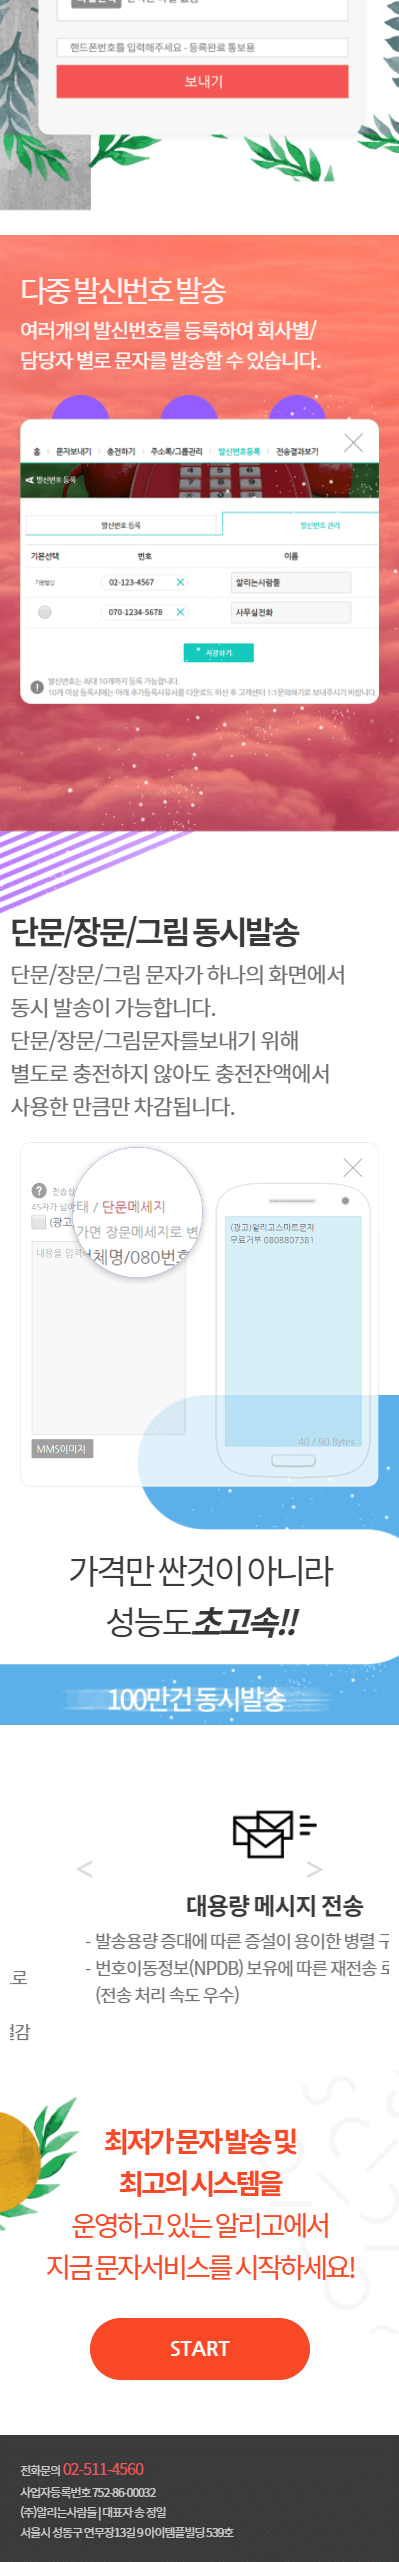 핸드폰번호를 입력해주세요 - 등록완료 통보용
보내기
다중 발신번호 발송
여러개의 발신번호를 등록하여 회사별/
담당자 별로 문자를 발송할 수 있습니다.
홈 문자보내기 충전하기 주소록/그룹관리 발신번호등록 전송결과보기
발신번호 등록
발신번호 등록 발신번호 관리
기본선택 번호 이름
기본발신 02-123-4567 알리는사람들
070-1234-5678 사무실전화
저장하기
발신번호는 최대 10개까지 등록 가능합니다.
10개 이상 등록시에는 아래 추가등록사유서를 다운로드 하신 후 고객센터 1:1문의하기로 보내주시기 바랍니다.
단문/장문/그림 동시발송
단문/장문/그림 문자가 하나의 화면에서
동시 발송이 가능합니다.
단문/장문/그림문자를보내기 위해
별도로 충전하지 않아도 충전잔액에서
사용한 만큼만 차감됩니다.
? 전송상태 / 단문메세지
45자가 넘어가면 장문메세지로 변
(광고) 업체명/080번호
내용을 입력
(광고)알리고스마트문자
무료거부 0808807381
MMS이미지
40 / 90 Bytes
가격만 싼것이 아니라
성능도 초고속!!
100만건 동시발송
< >
대용량 메시지 전송
- 발송용량 증대에 따른 증설이 용이한 병렬 구
- 번호이동정보(NPDB) 보유에 따른 재전송 로
(전송 처리 속도 우수)
로
절감
최저가 문자 발송 및
최고의 시스템을
운영하고 있는 알리고에서
지금 문자서비스를 시작하세요!
START
전화문의 02-511-4560
사업자등록번호 752-86-00032
(주)알리는사람들 | 대표자 송 정일
서울시 성동구 연무장13길 9 아이템플빌딩 539호